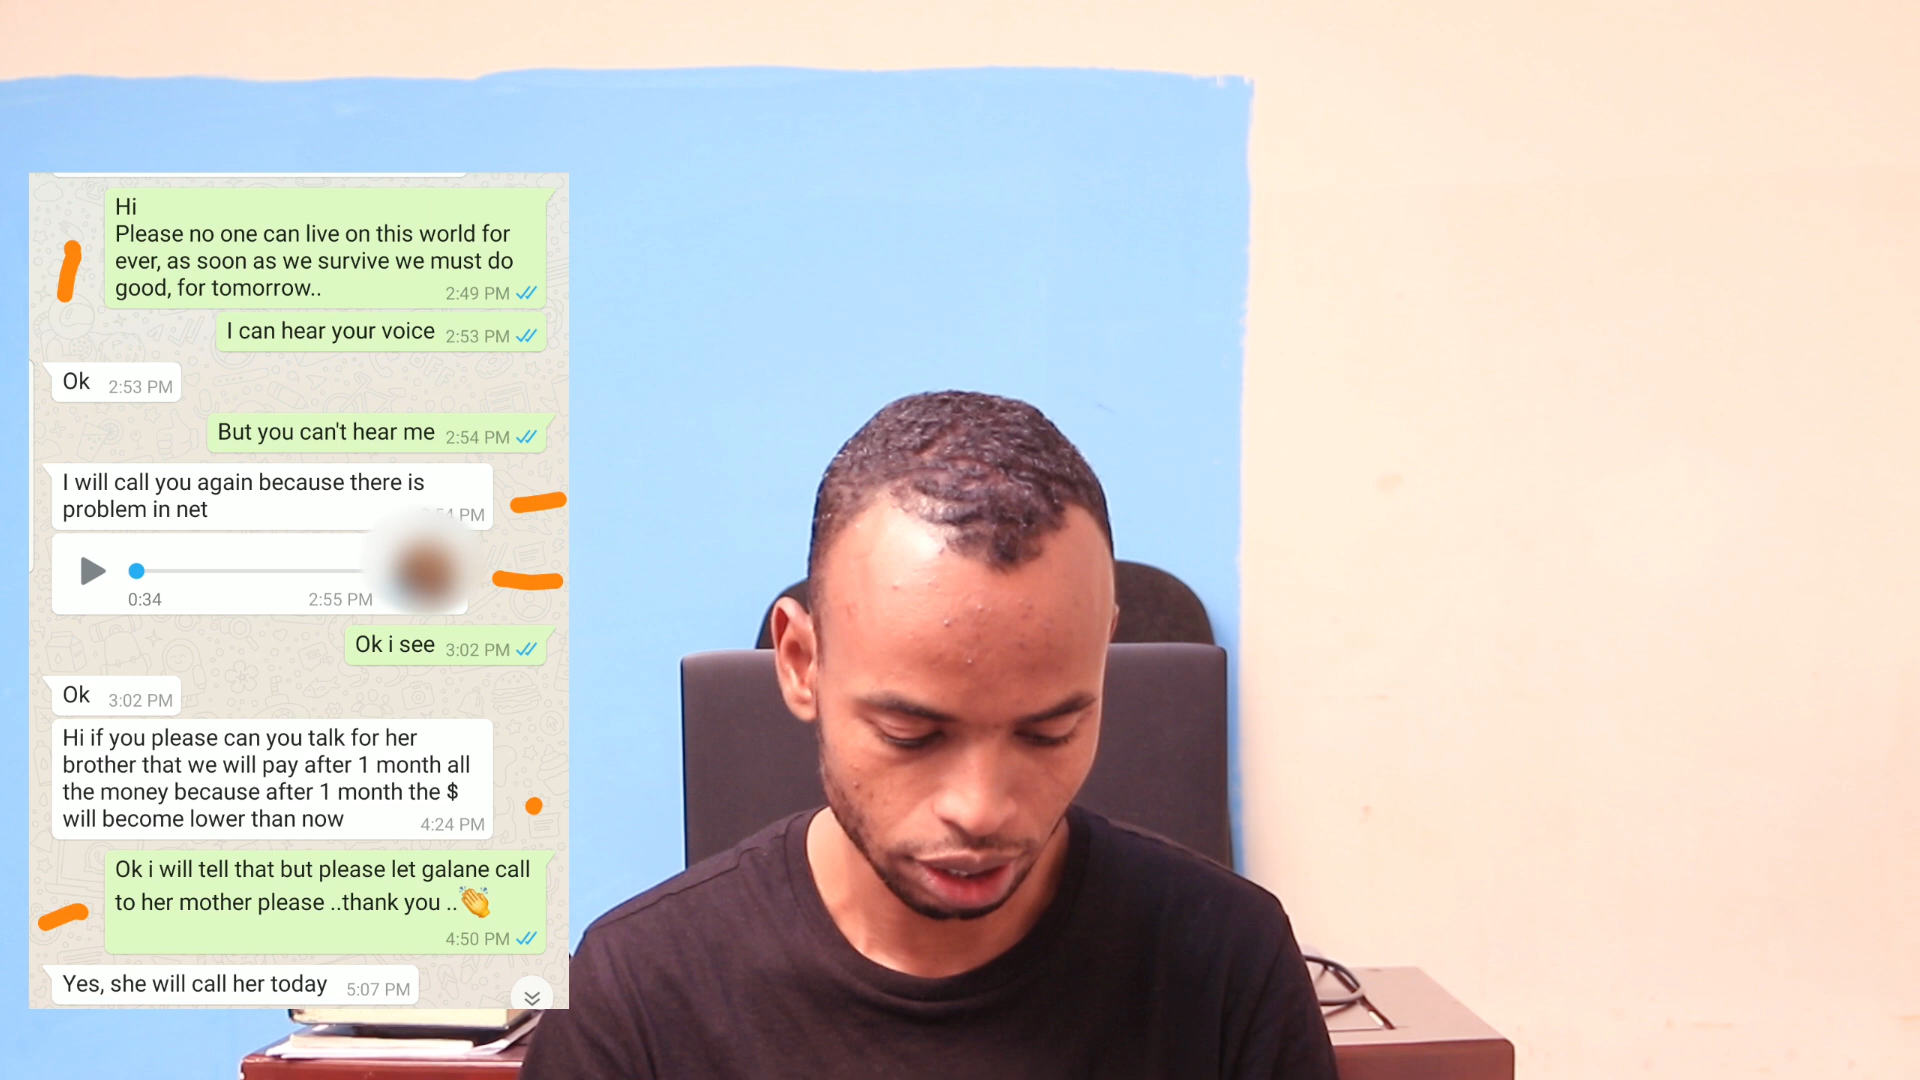 Hi
Please no one can live on this world for
ever, as soon as we survive we must do
good, for tomorrow..
2:49 PM
I can hear your voice 2:53 PM
Ok 2:53 PM
But you can't hear me 2:54 PM
I will call you again because there is
problem in net
54 PM
0:34 2:55 PM
Ok i see 3:02 PM
Ok 3:02 PM
Hi if you please can you talk for her
brother that we will pay after 1 month all
the money because after 1 month the $
will become lower than now 4:24 PM
Ok i will tell that but please let galane call
to her mother please ..thank you ..👏
4:50 PM
Yes, she will call her today 5:07 PM